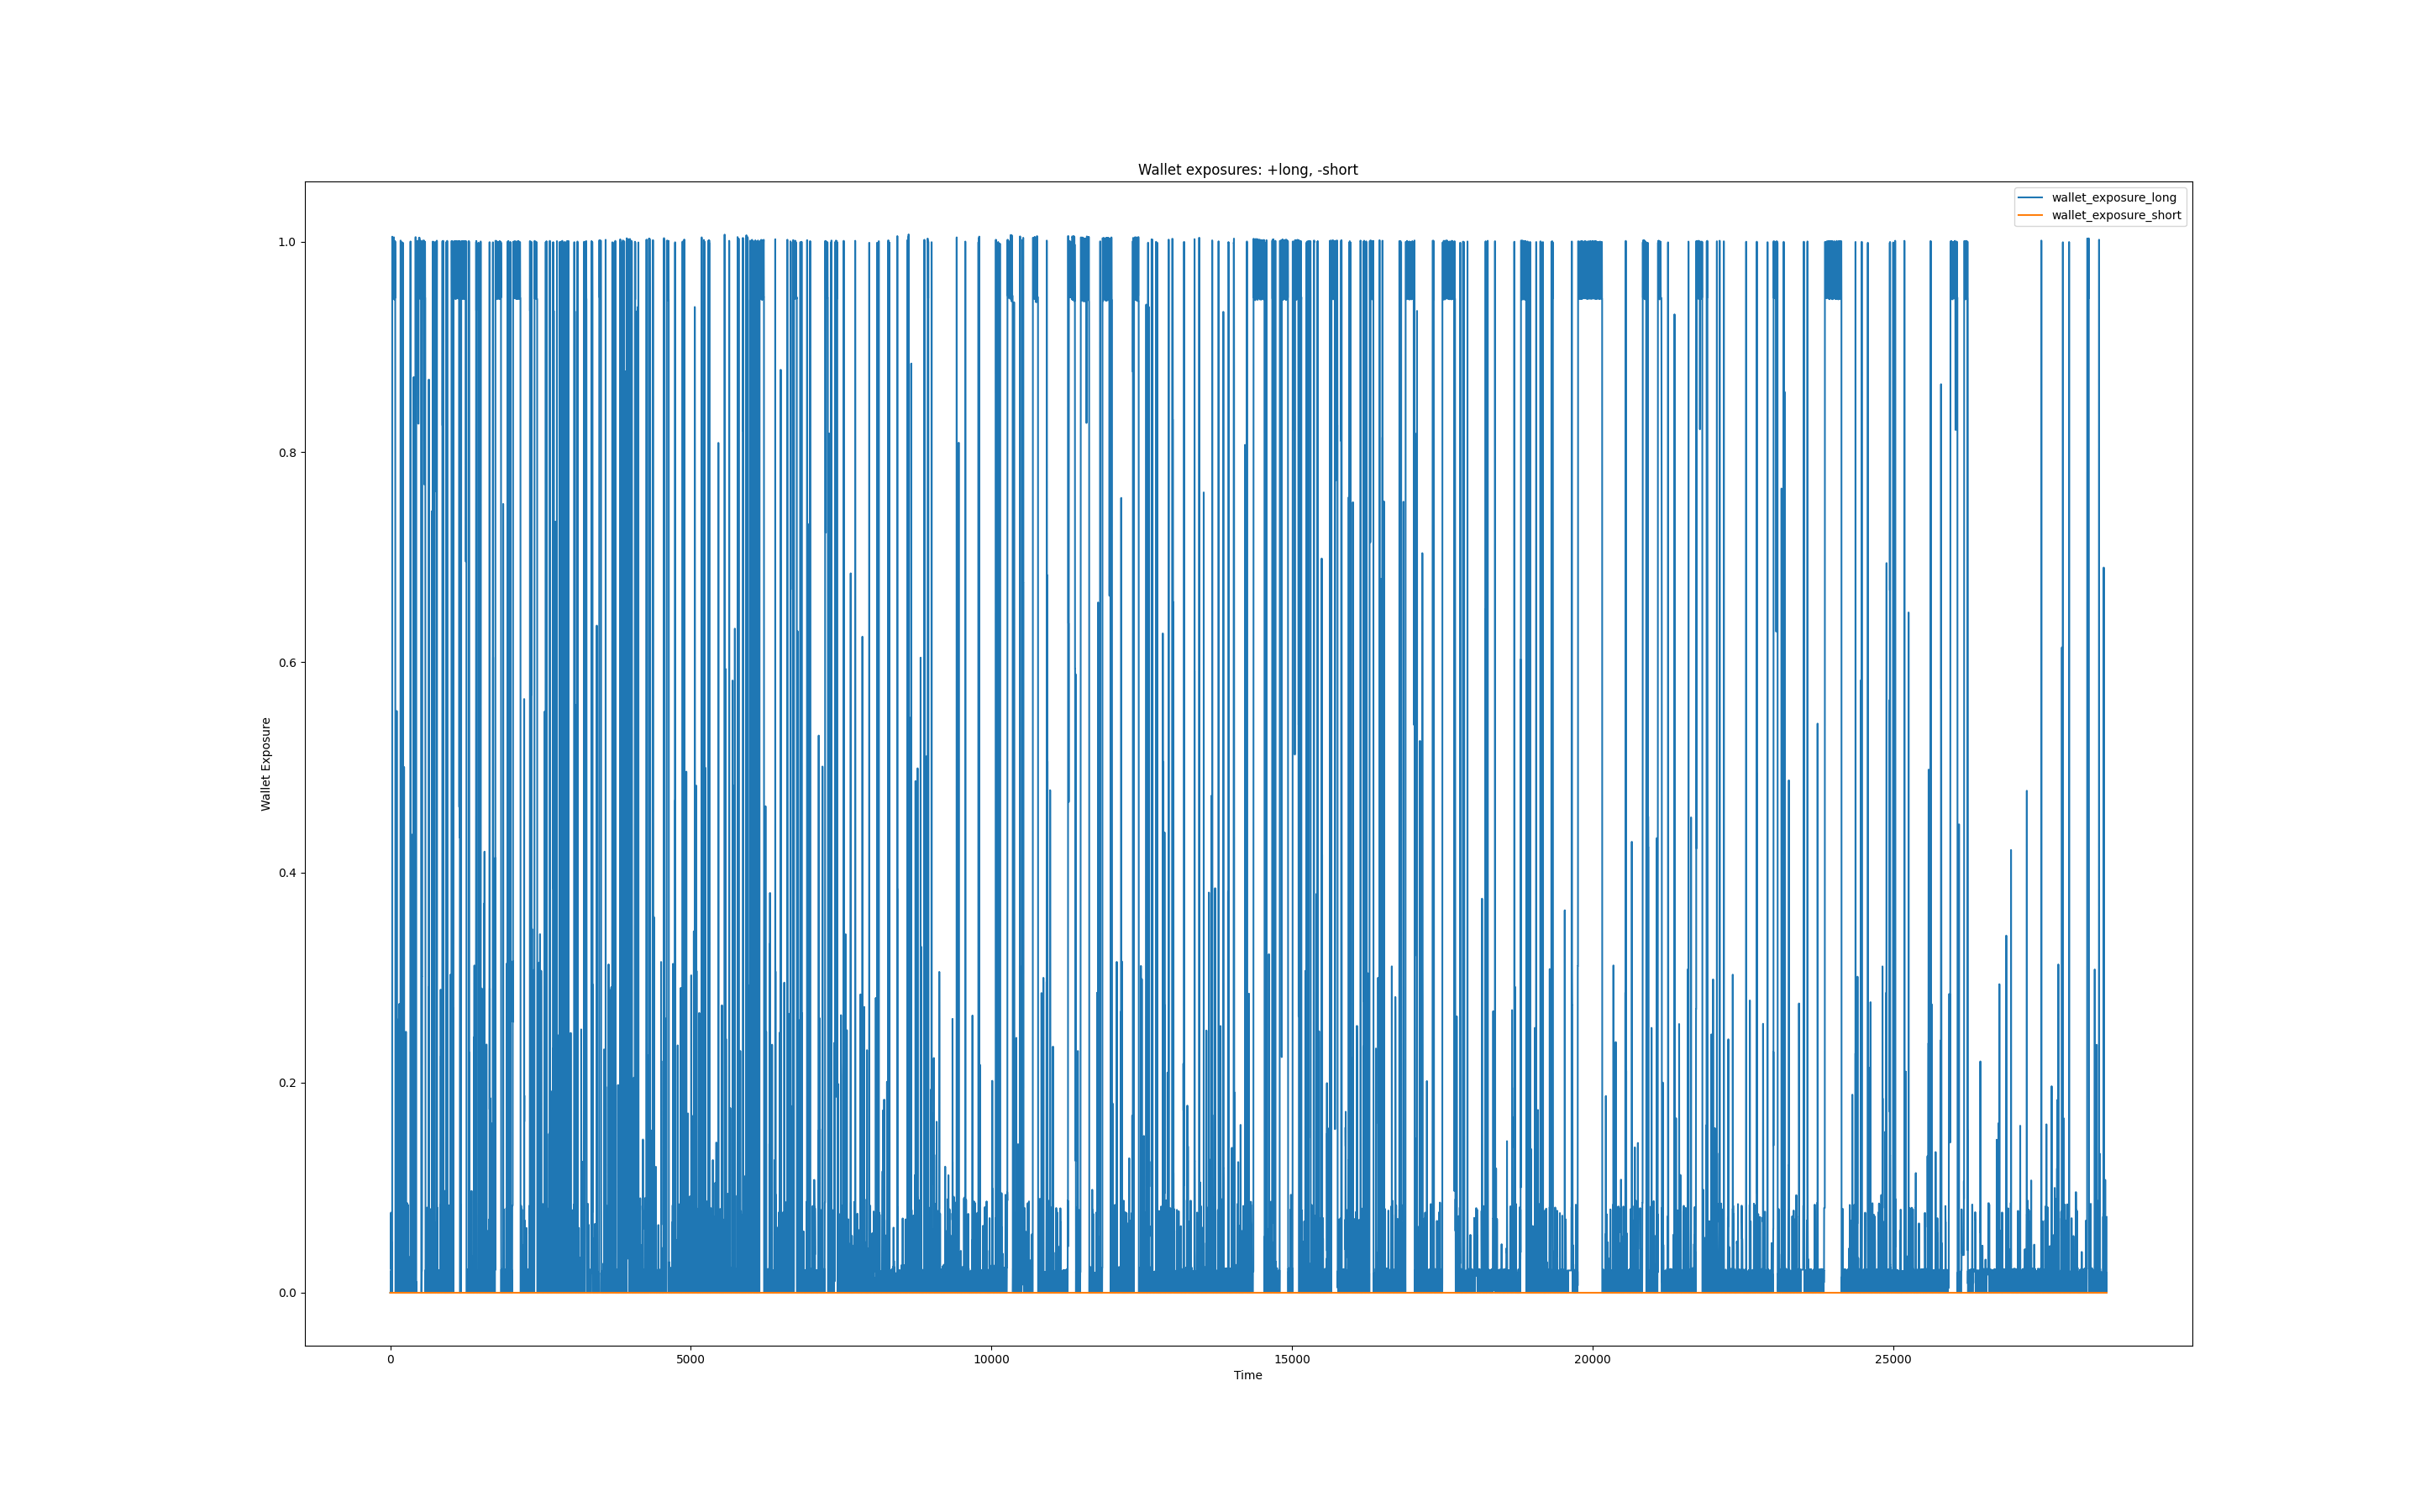 Wallet exposures: +long, -short
wallet_exposure_long
wallet_exposure_short
1.0
0.8
0.6
0.4
0.2
0.0
Wallet Exposure
0 5000 10000 15000 20000 25000
Time